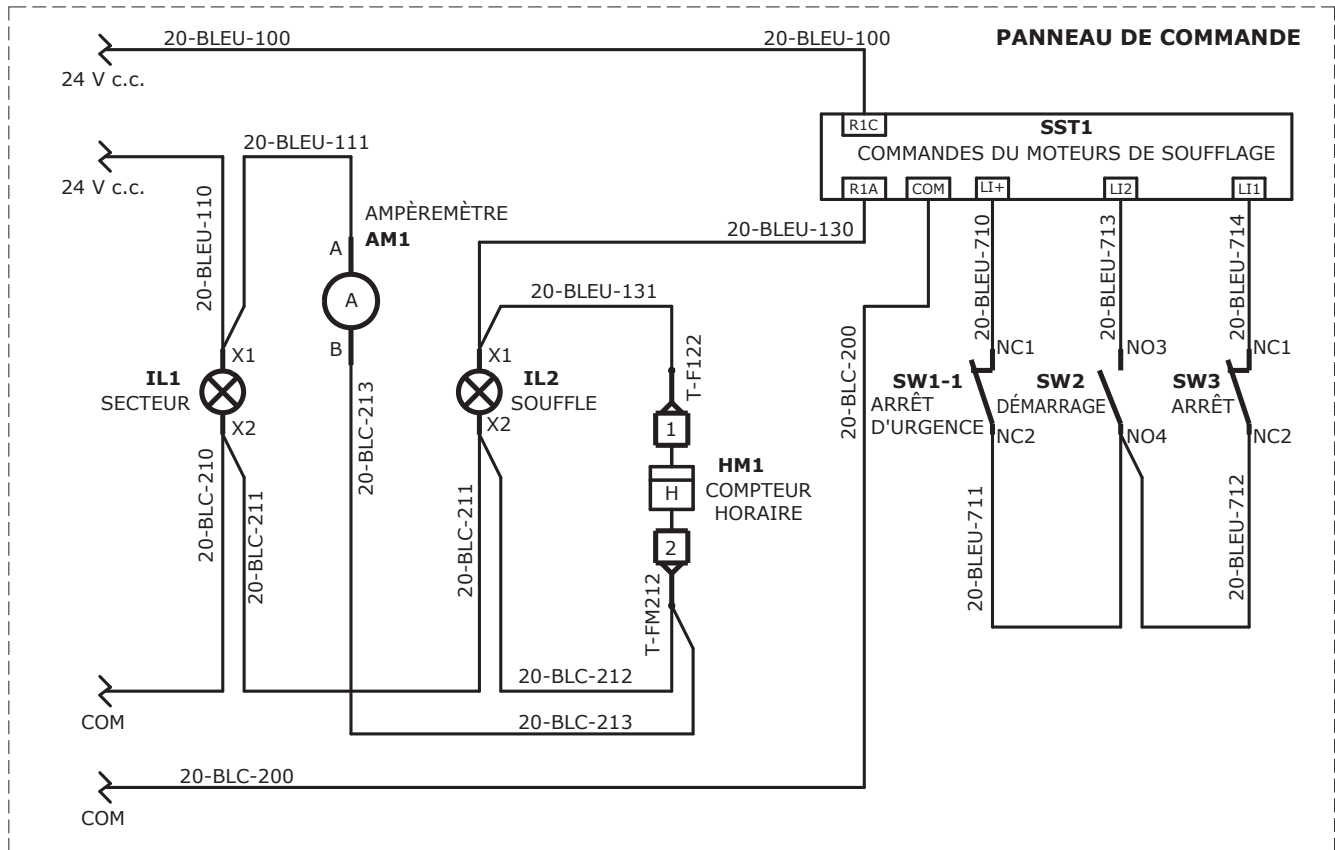 20-BLEU-100
20-BLEU-100
PANNEAU DE COMMANDE
24 V c.c.
R1C
SST1
COMMANDES DU MOTEURS DE SOUFFLAGE
R1A
COM
LI+
LI2
LI1
20-BLEU-111
24 V c.c.
20-BLEU-110
AMPÈREMÈTRE
AM1
A
A
B
20-BLEU-130
20-BLEU-131
20-BLEU-710
20-BLEU-713
20-BLEU-714
X1
IL1
SECTEUR
X2
20-BLC-210
20-BLC-211
20-BLC-213
X1
IL2
SOUFFLE
X2
20-BLC-211
T-F122
1
HM1
H
COMPTEUR
HORAIRE
2
T-FM212
20-BLC-200
NC1
SW1-1
ARRÊT
D'URGENCE
NC2
NO3
SW2
DÉMARRAGE
NO4
NC1
SW3
ARRÊT
NC2
20-BLEU-711
20-BLEU-712
20-BLC-212
20-BLC-213
COM
20-BLC-200
COM